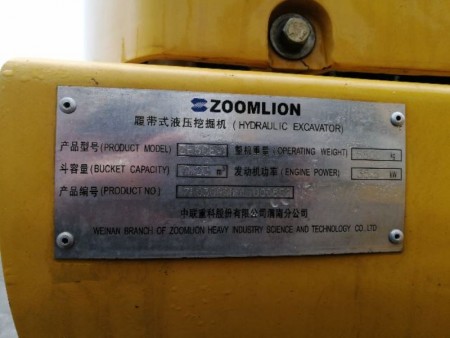 ZOOMLION
履带式液压挖掘机 (HYDRAULIC EXCAVATOR)
产品型号(PRODUCT MODEL) 整机重量(OPERATING WEIGHT) kg
斗容量(BUCKET CAPACITY) m³ 发动机功率(ENGINE POWER) kW
产品编号(PRODUCT NO.)
中联重科股份有限公司渭南分公司
WEINAN BRANCH OF ZOOMLION HEAVY INDUSTRY SCIENCE AND TECHNOLOGY CO.,LTD